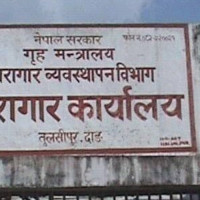 नेपाल सरकार
गृह मन्त्रालय
रागार व्यवस्थापन विभाग
रागार कार्यालय
तुलसीपुर, दाङ